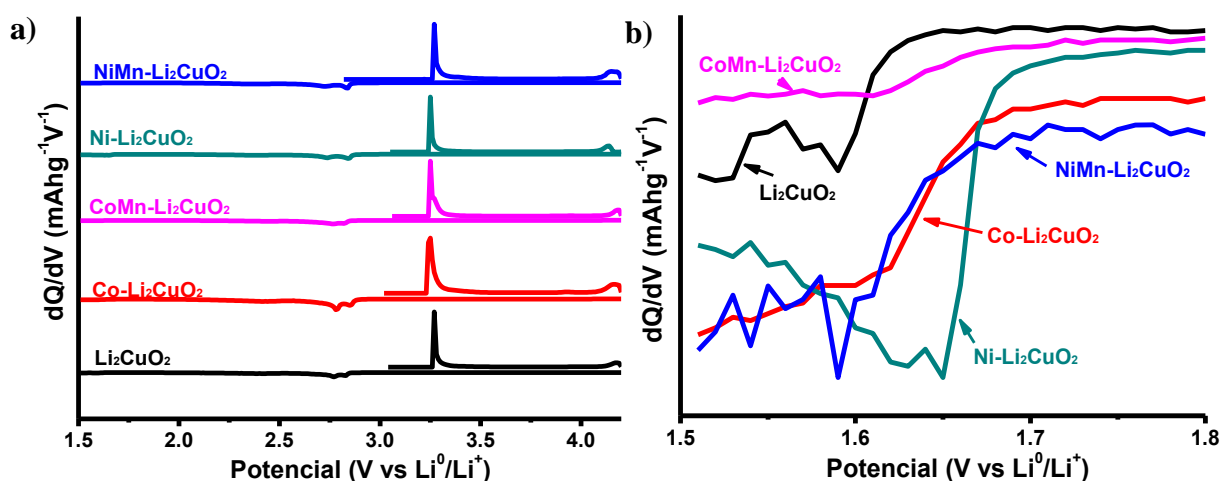 a)
dQ/dV (mAhg⁻¹V⁻¹)
NiMn-Li₂CuO₂
Ni-Li₂CuO₂
CoMn-Li₂CuO₂
Co-Li₂CuO₂
Li₂CuO₂
1.5 2.0 2.5 3.0 3.5 4.0
Potencial (V vs Li⁰/Li⁺)
b)
dQ/dV (mAhg⁻¹V⁻¹)
CoMn-Li₂CuO₂
Li₂CuO₂
NiMn-Li₂CuO₂
Co-Li₂CuO₂
Ni-Li₂CuO₂
1.5 1.6 1.7 1.8
Potencial (V vs Li⁰/Li⁺)